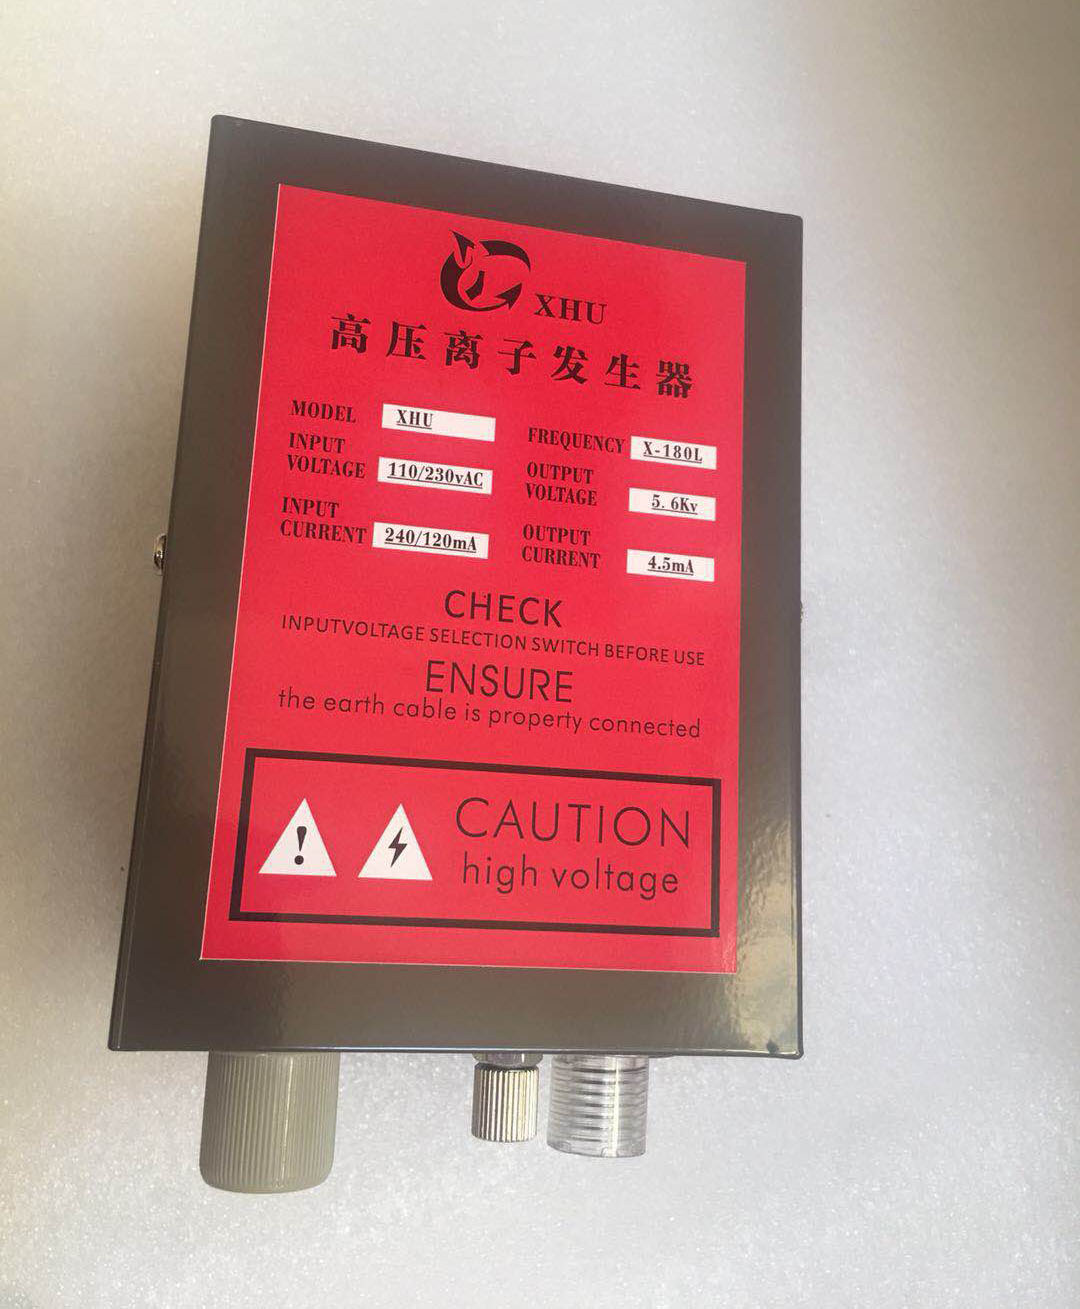 XHU
高压离子发生器
MODEL XHU
FREQUENCY X-180L
INPUT
VOLTAGE 110/230vAC
OUTPUT
VOLTAGE 5.6Kv
INPUT
CURRENT 240/120mA
OUTPUT
CURRENT 4.5mA
CHECK
INPUTVOLTAGE SELECTION SWITCH BEFORE USE
ENSURE
the earth cable is property connected
CAUTION
high voltage